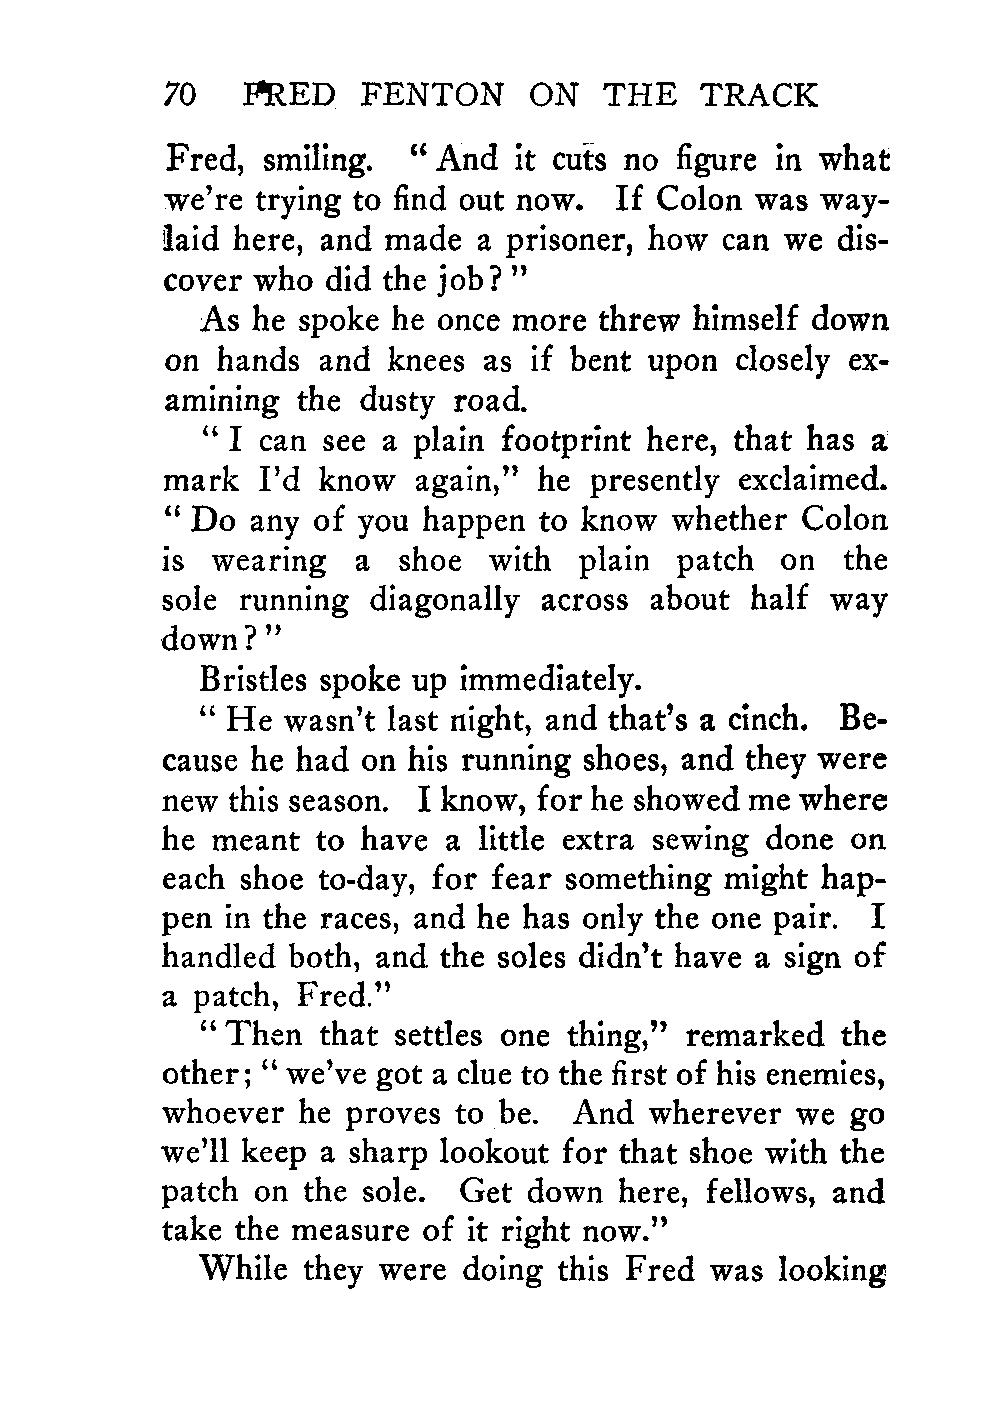 70 FRED FENTON ON THE TRACK
Fred, smiling. “ And it cuts no figure in what
we’re trying to find out now. If Colon was way-
laid here, and made a prisoner, how can we dis-
cover who did the job? ”
As he spoke he once more threw himself down
on hands and knees as if bent upon closely ex-
amining the dusty road.
“ I can see a plain footprint here, that has a
mark I’d know again,” he presently exclaimed.
“ Do any of you happen to know whether Colon
is wearing a shoe with plain patch on the
sole running diagonally across about half way
down? ”
Bristles spoke up immediately.
“ He wasn’t last night, and that’s a cinch. Be-
cause he had on his running shoes, and they were
new this season. I know, for he showed me where
he meant to have a little extra sewing done on
each shoe to-day, for fear something might hap-
pen in the races, and he has only the one pair. I
handled both, and the soles didn’t have a sign of
a patch, Fred.”
“ Then that settles one thing,” remarked the
other; “ we’ve got a clue to the first of his enemies,
whoever he proves to be. And wherever we go
we’ll keep a sharp lookout for that shoe with the
patch on the sole. Get down here, fellows, and
take the measure of it right now.”
While they were doing this Fred was looking